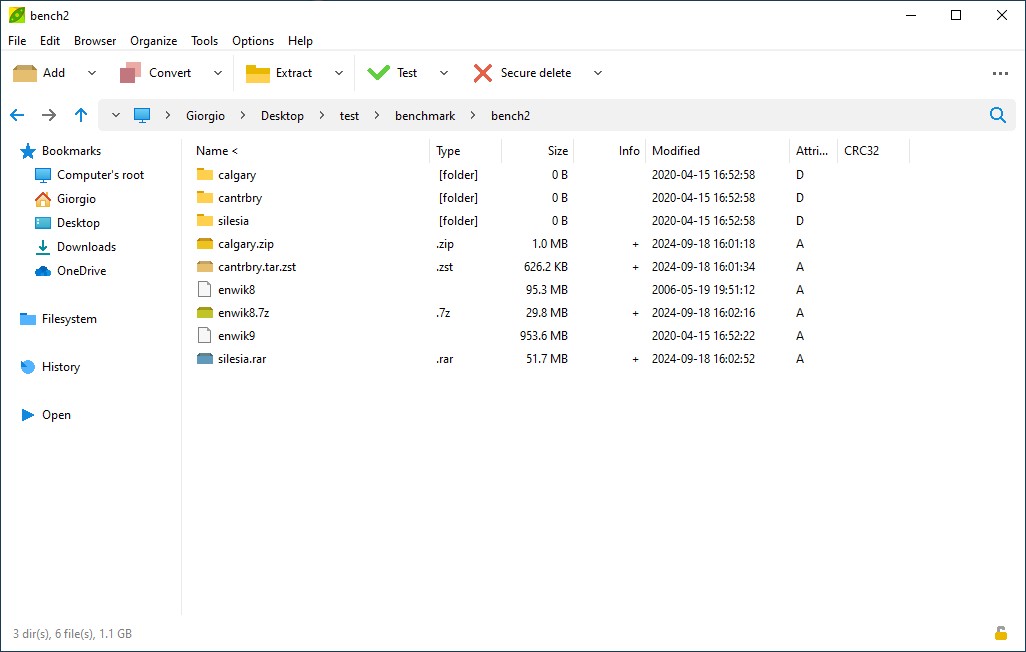 bench2
File Edit Browser Organize Tools Options Help
Add Convert Extract Test Secure delete
Giorgio > Desktop > test > benchmark > bench2
Bookmarks
Computer's root
Giorgio
Desktop
Downloads
OneDrive
Filesystem
History
Open
Name < Type Size Info Modified Attri... CRC32
calgary [folder] 0 B 2020-04-15 16:52:58 D
cantrbry [folder] 0 B 2020-04-15 16:52:58 D
silesia [folder] 0 B 2020-04-15 16:52:58 D
calgary.zip .zip 1.0 MB + 2024-09-18 16:01:18 A
cantrbry.tar.zst .zst 626.2 KB + 2024-09-18 16:01:34 A
enwik8 95.3 MB 2006-05-19 19:51:12 A
enwik8.7z .7z 29.8 MB + 2024-09-18 16:02:16 A
enwik9 953.6 MB 2020-04-15 16:52:22 A
silesia.rar .rar 51.7 MB + 2024-09-18 16:02:52 A
3 dir(s), 6 file(s), 1.1 GB